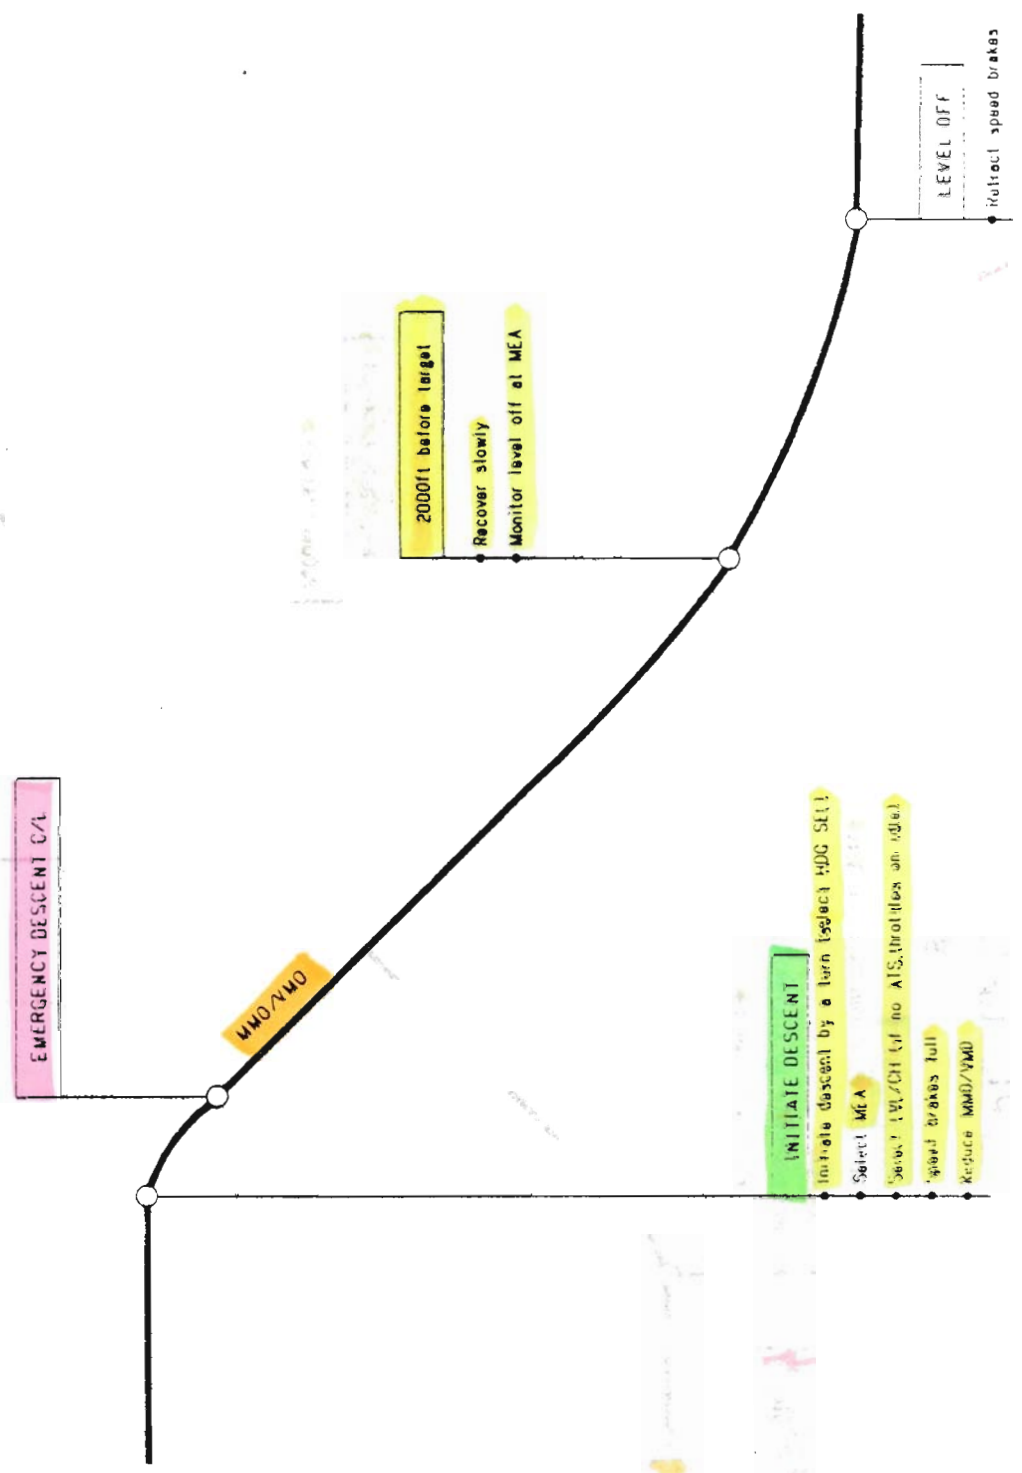 EMERGENCY DESCENT C/L
MMO/VMO
INITIATE DESCENT
Initiate descent by a turn (select HDG SEL)
Select MEA
Select LVL/CH (if no ATS, throttles on idle)
Speed brakes full
Reduce MMO/VMO
2000ft before target
Recover slowly
Monitor level off at MEA
LEVEL OFF
Retract speed brakes